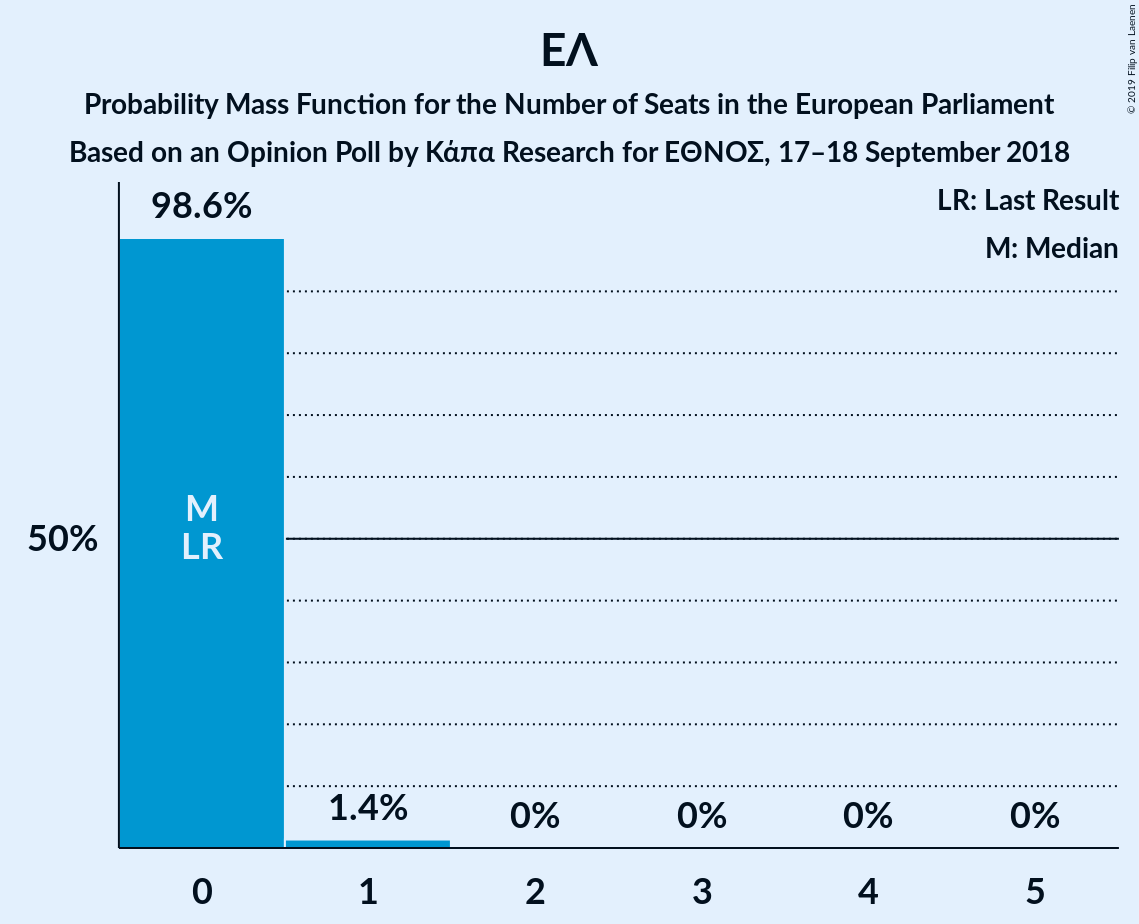 ΕΛ
Probability Mass Function for the Number of Seats in the European Parliament
Based on an Opinion Poll by Κάπα Research for ΕΘΝΟΣ, 17–18 September 2018
© 2019 Filip van Laenen
LR: Last Result
M: Median
98.6%
M
LR
50%
1.4%
0%
0%
0%
0%
0
1
2
3
4
5